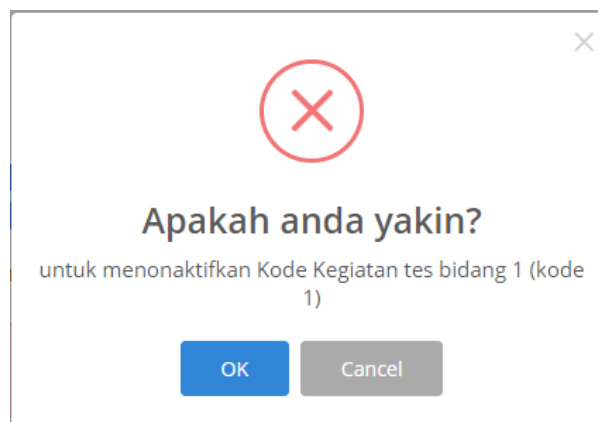 Apakah anda yakin?
untuk menonaktifkan Kode Kegiatan tes bidang 1 (kode
1)
OK
Cancel